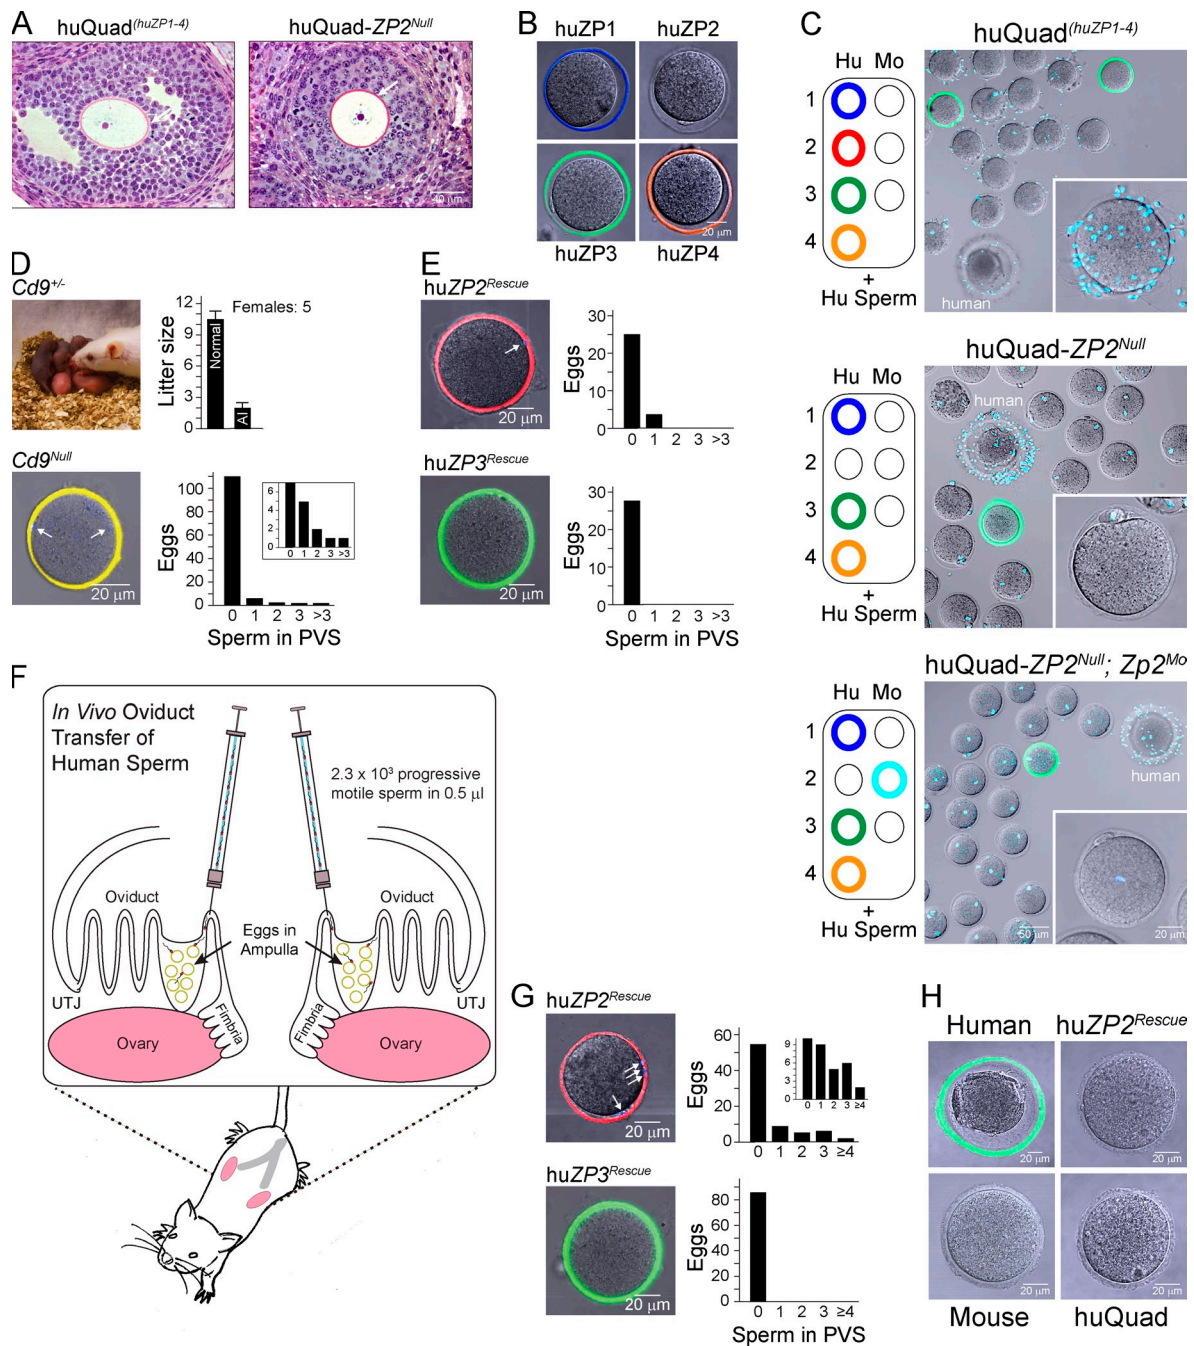 A
huQuad(huZP1-4)
huQuad-ZP2Null
40 µm
B
huZP1
huZP2
huZP3
huZP4
20 µm
C
huQuad(huZP1-4)
Hu Mo
1
2
3
4
+
Hu Sperm
human
huQuad-ZP2Null
Hu Mo
1
2
3
4
+
Hu Sperm
human
huQuad-ZP2Null; Zp2Mo
Hu Mo
1
2
3
4
+
Hu Sperm
human
50 µm
20 µm
D
Cd9+/-
Litter size
12
9
6
3
0
Normal
AI
Females: 5
Cd9Null
20 µm
Eggs
100
80
60
40
20
0
6
4
2
0
0 1 2 3 >3
0 1 2 3 >3
Sperm in PVS
E
huZP2Rescue
20 µm
Eggs
30
20
10
0
0 1 2 3 >3
huZP3Rescue
20 µm
Eggs
30
20
10
0
0 1 2 3 >3
Sperm in PVS
F
In Vivo Oviduct
Transfer of
Human Sperm
2.3 x 10³ progressive
motile sperm in 0.5 µl
Oviduct
Oviduct
Eggs in
Ampulla
UTJ
UTJ
Fimbria
Fimbria
Ovary
Ovary
G
huZP2Rescue
20 µm
Eggs
60
40
20
0
9
6
3
0
0 1 2 3 ≥4
0 1 2 3 ≥4
huZP3Rescue
20 µm
Eggs
80
60
40
20
0
0 1 2 3 ≥4
Sperm in PVS
H
Human
huZP2Rescue
20 µm
20 µm
20 µm
20 µm
Mouse
huQuad